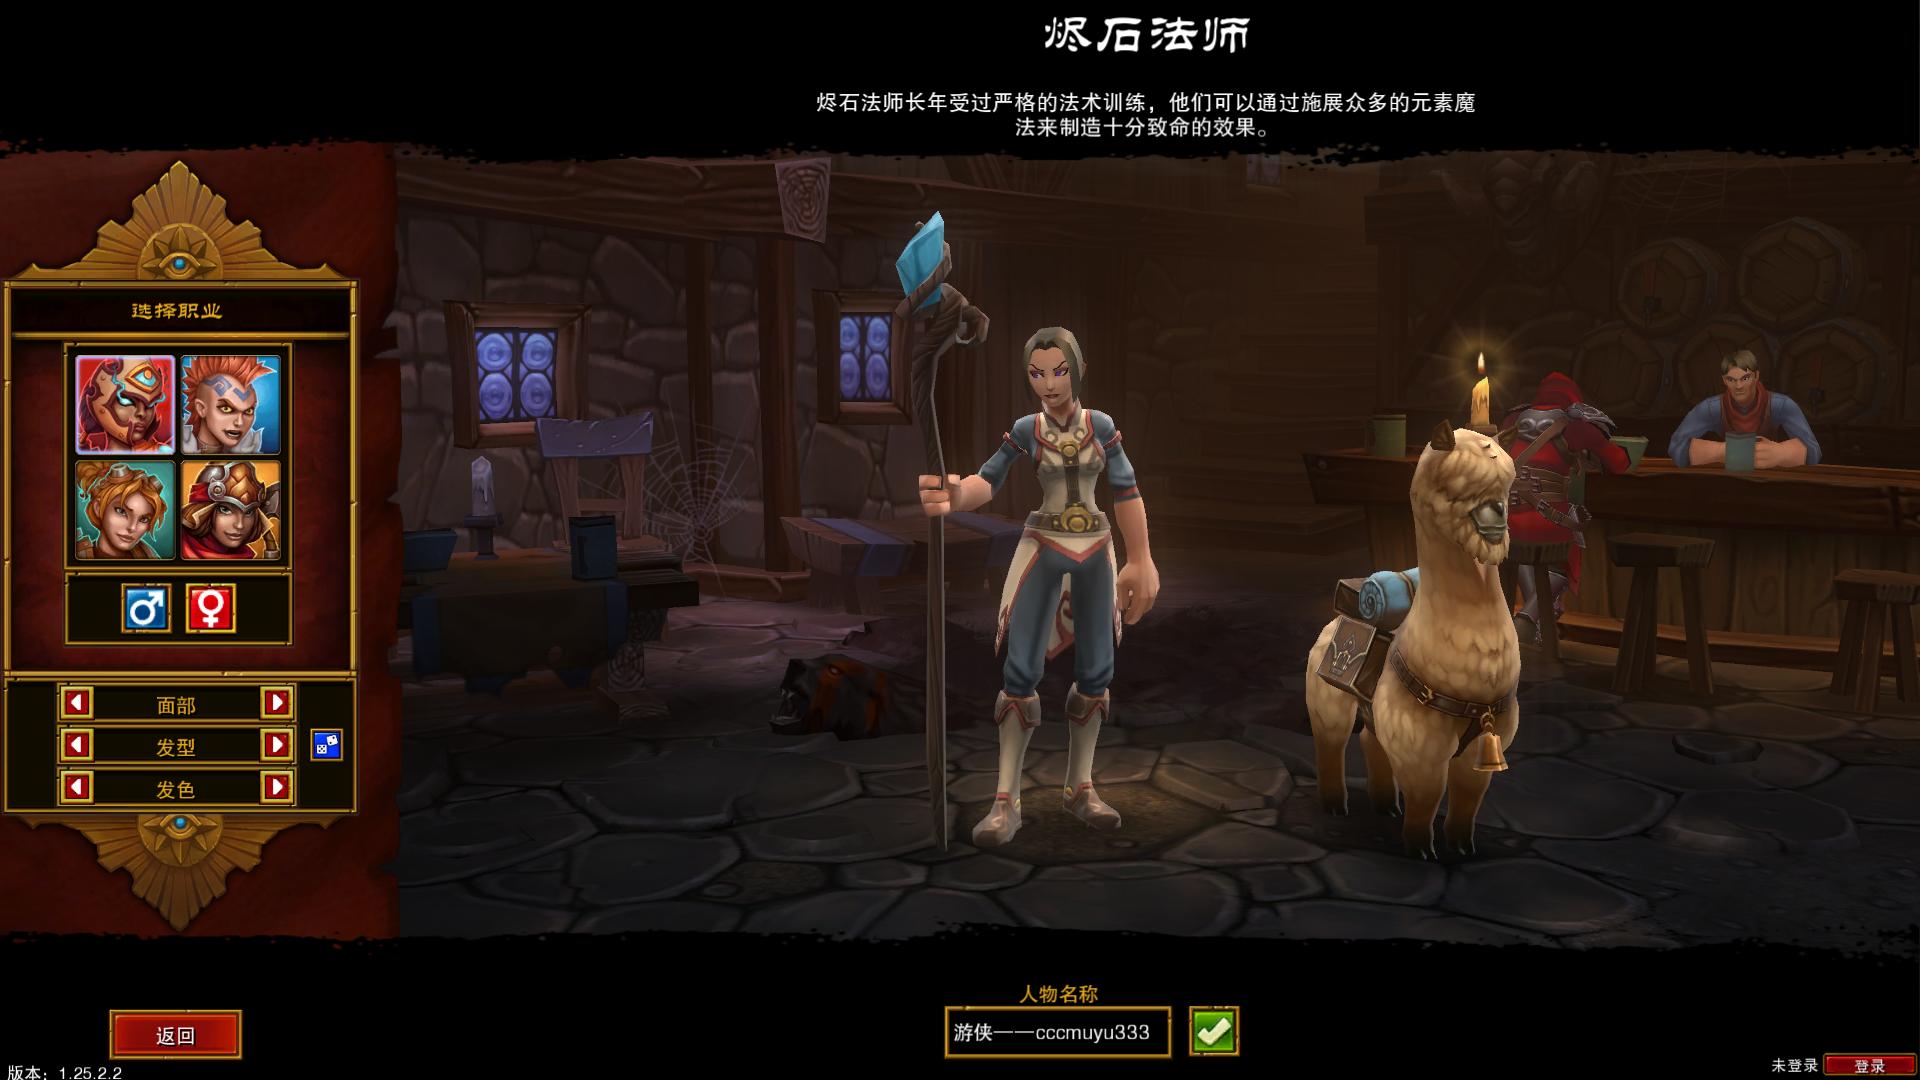 烬石法师
烬石法师长年受过严格的法术训练，他们可以通过施展众多的元素魔
法来制造十分致命的效果。
选择职业
面部
发型
发色
人物名称
游侠——cccmuyu333
返回
版本：1.25.2.2
未登录
登录